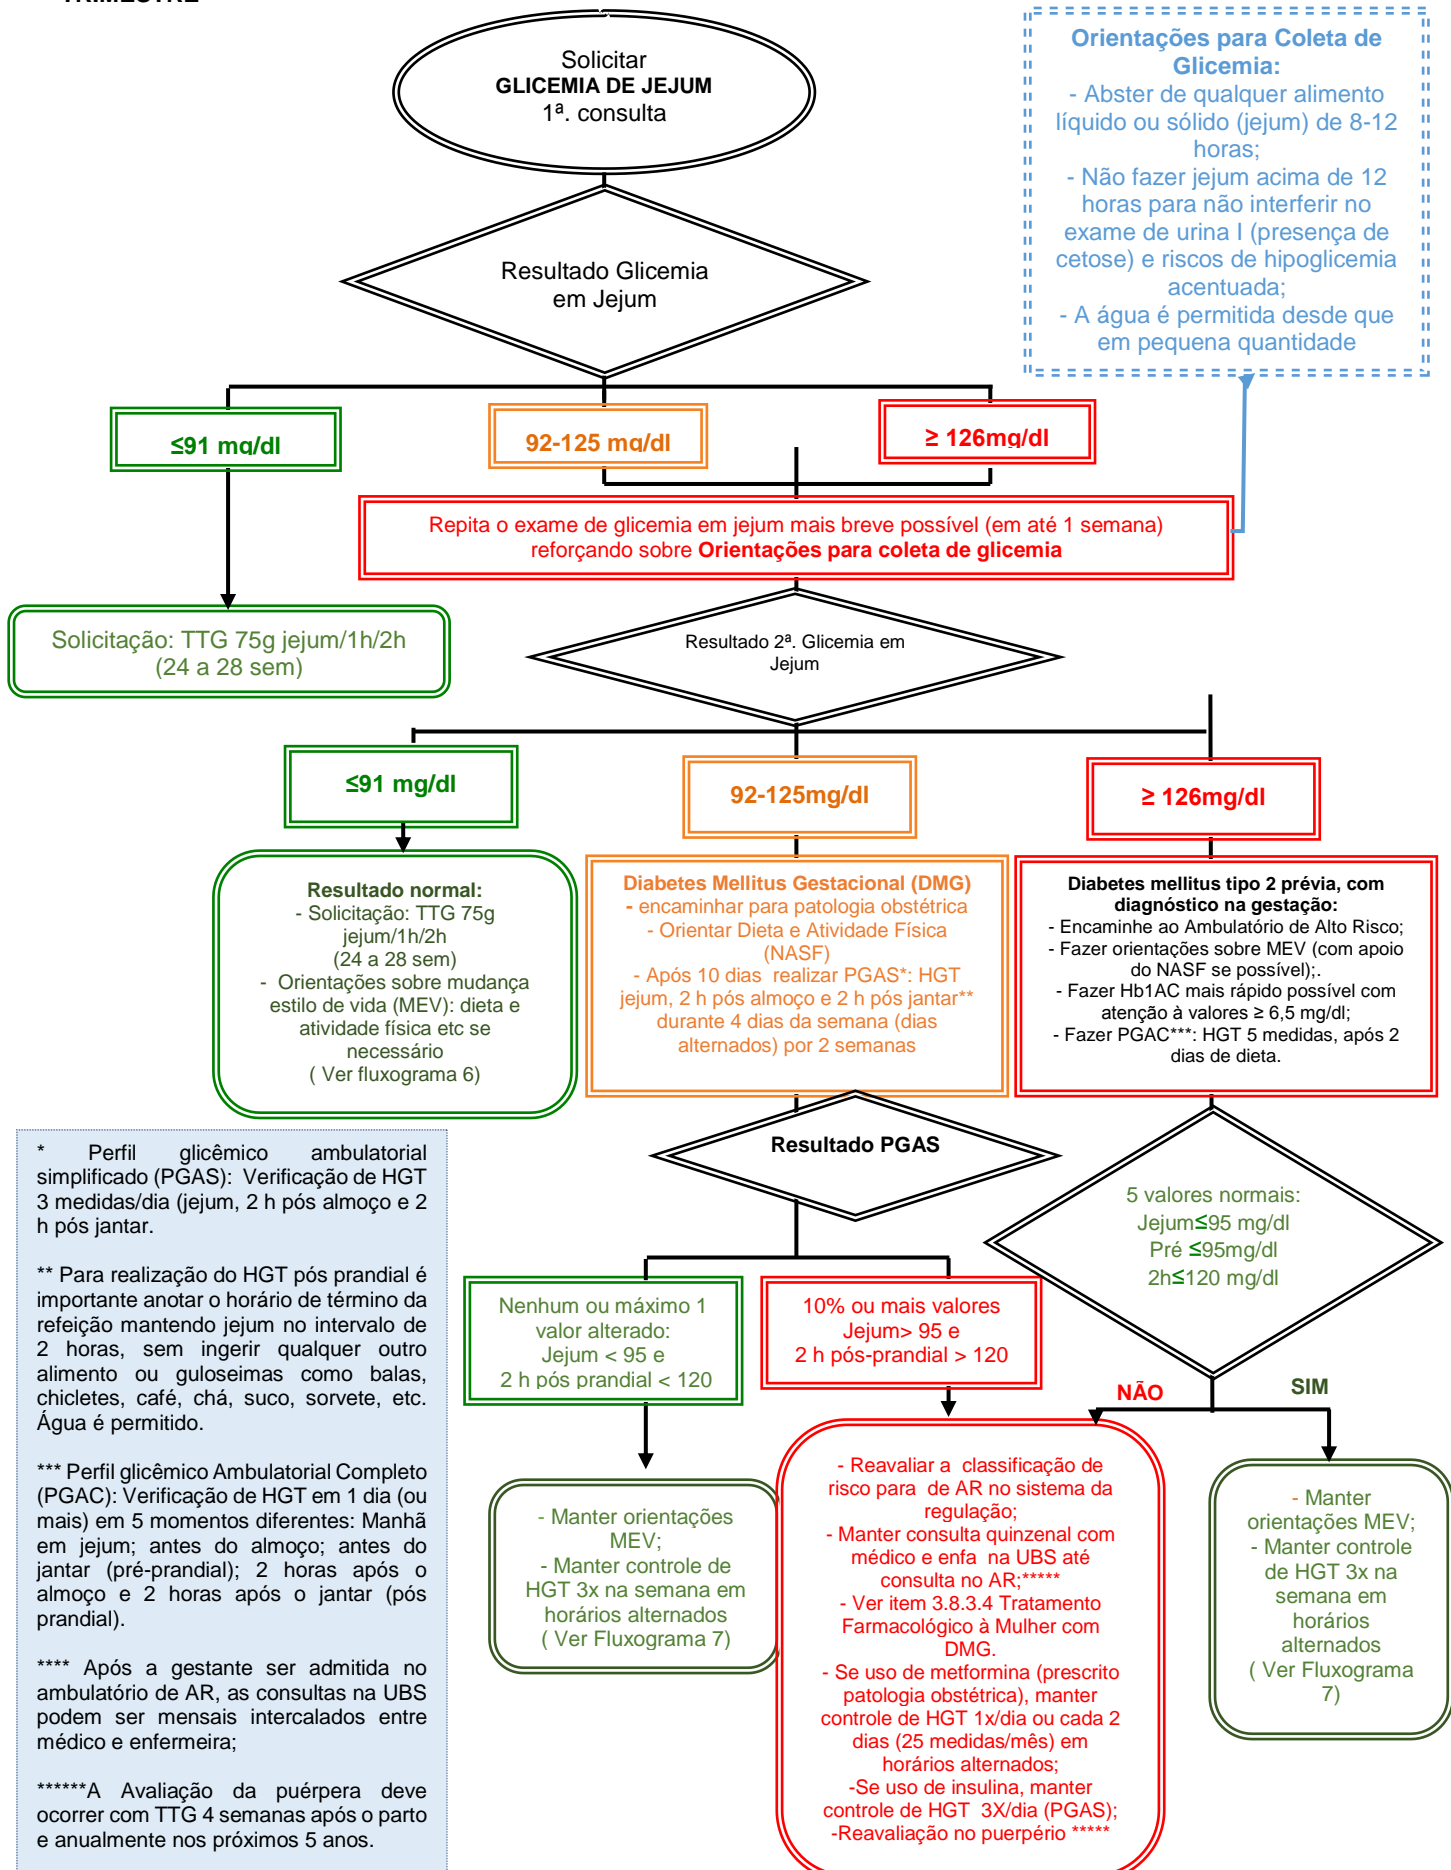 TRIMESTRE
Solicitar
GLICEMIA DE JEJUM
1ª. consulta
Orientações para Coleta de
Glicemia:
- Abster de qualquer alimento
líquido ou sólido (jejum) de 8-12
horas;
- Não fazer jejum acima de 12
horas para não interferir no
exame de urina I (presença de
cetose) e riscos de hipoglicemia
acentuada;
- A água é permitida desde que
em pequena quantidade
Resultado Glicemia
em Jejum
≤91 mg/dl
92-125 mg/dl
≥ 126mg/dl
Repita o exame de glicemia em jejum mais breve possível (em até 1 semana)
reforçando sobre Orientações para coleta de glicemia
Solicitação: TTG 75g jejum/1h/2h
(24 a 28 sem)
Resultado 2ª. Glicemia em
Jejum
≤91 mg/dl
92-125mg/dl
≥ 126mg/dl
Resultado normal:
- Solicitação: TTG 75g
jejum/1h/2h
(24 a 28 sem)
- Orientações sobre mudança
estilo de vida (MEV): dieta e
atividade física etc se
necessário
( Ver fluxograma 6)
Diabetes Mellitus Gestacional (DMG)
- encaminhar para patologia obstétrica
- Orientar Dieta e Atividade Física
(NASF)
- Após 10 dias realizar PGAS*: HGT
jejum, 2 h pós almoço e 2 h pós jantar**
durante 4 dias da semana (dias
alternados) por 2 semanas
Diabetes mellitus tipo 2 prévia, com
diagnóstico na gestação:
- Encaminhe ao Ambulatório de Alto Risco;
- Fazer orientações sobre MEV (com apoio
do NASF se possível);.
- Fazer Hb1AC mais rápido possível com
atenção à valores ≥ 6,5 mg/dl;
- Fazer PGAC***: HGT 5 medidas, após 2
dias de dieta.
Resultado PGAS
5 valores normais:
Jejum≤95 mg/dl
Pré ≤95mg/dl
2h≤120 mg/dl
Nenhum ou máximo 1
valor alterado:
Jejum < 95 e
2 h pós prandial < 120
10% ou mais valores
Jejum> 95 e
2 h pós-prandial > 120
NÃO
SIM
- Manter orientações
MEV;
- Manter controle de
HGT 3x na semana em
horários alternados
( Ver Fluxograma 7)
- Reavaliar a classificação de
risco para de AR no sistema da
regulação;
- Manter consulta quinzenal com
médico e enfa na UBS até
consulta no AR;*****
- Ver item 3.8.3.4 Tratamento
Farmacológico à Mulher com
DMG.
- Se uso de metformina (prescrito
patologia obstétrica), manter
controle de HGT 1x/dia ou cada 2
dias (25 medidas/mês) em
horários alternados;
-Se uso de insulina, manter
controle de HGT 3X/dia (PGAS);
-Reavaliação no puerpério *****
- Manter
orientações MEV;
- Manter controle
de HGT 3x na
semana em
horários
alternados
( Ver Fluxograma
7)
* Perfil glicêmico ambulatorial
simplificado (PGAS): Verificação de HGT
3 medidas/dia (jejum, 2 h pós almoço e 2
h pós jantar.
** Para realização do HGT pós prandial é
importante anotar o horário de término da
refeição mantendo jejum no intervalo de
2 horas, sem ingerir qualquer outro
alimento ou guloseimas como balas,
chicletes, café, chá, suco, sorvete, etc.
Água é permitido.
*** Perfil glicêmico Ambulatorial Completo
(PGAC): Verificação de HGT em 1 dia (ou
mais) em 5 momentos diferentes: Manhã
em jejum; antes do almoço; antes do
jantar (pré-prandial); 2 horas após o
almoço e 2 horas após o jantar (pós
prandial).
**** Após a gestante ser admitida no
ambulatório de AR, as consultas na UBS
podem ser mensais intercalados entre
médico e enfermeira;
******A Avaliação da puérpera deve
ocorrer com TTG 4 semanas após o parto
e anualmente nos próximos 5 anos.